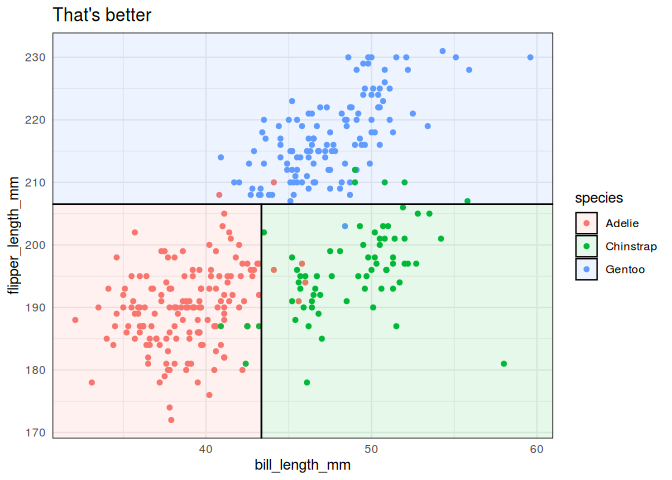 That's better
230
220
210
200
190
180
170
flipper_length_mm
40
50
60
bill_length_mm
species
Adelie
Chinstrap
Gentoo